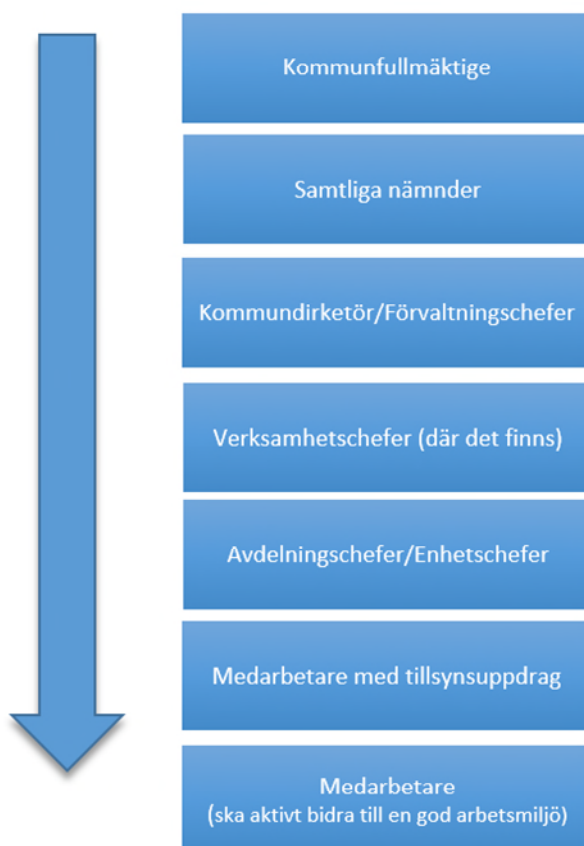 Kommunfullmäktige
Samtliga nämnder
Kommundirketör/Förvaltningschefer
Verksamhetschefer (där det finns)
Avdelningschefer/Enhetschefer
Medarbetare med tillsynsuppdrag
Medarbetare
(ska aktivt bidra till en god arbetsmiljö)